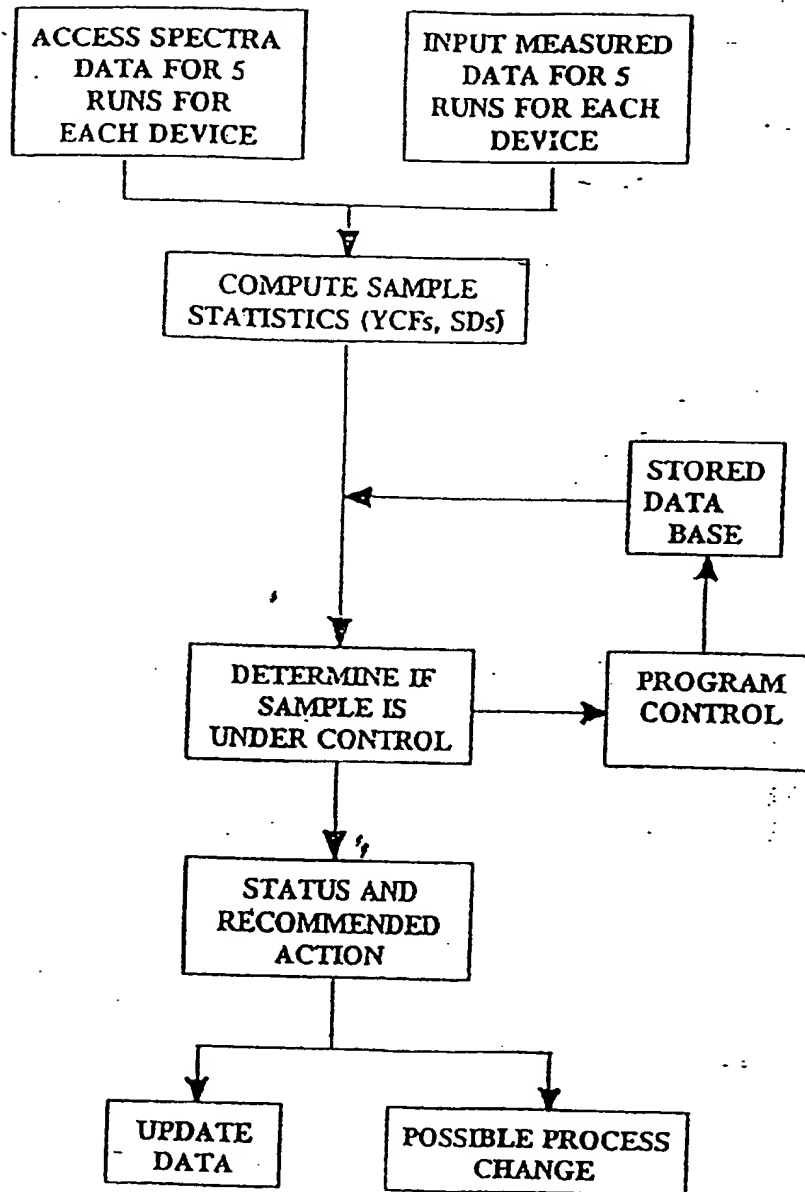 ACCESS SPECTRA
DATA FOR 5
RUNS FOR
EACH DEVICE
INPUT MEASURED
DATA FOR 5
RUNS FOR EACH
DEVICE
COMPUTE SAMPLE
STATISTICS (YCFs, SDs)
STORED
DATA
BASE
DETERMINE IF
SAMPLE IS
UNDER CONTROL
PROGRAM
CONTROL
STATUS AND
RECOMMENDED
ACTION
UPDATE
DATA
POSSIBLE PROCESS
CHANGE